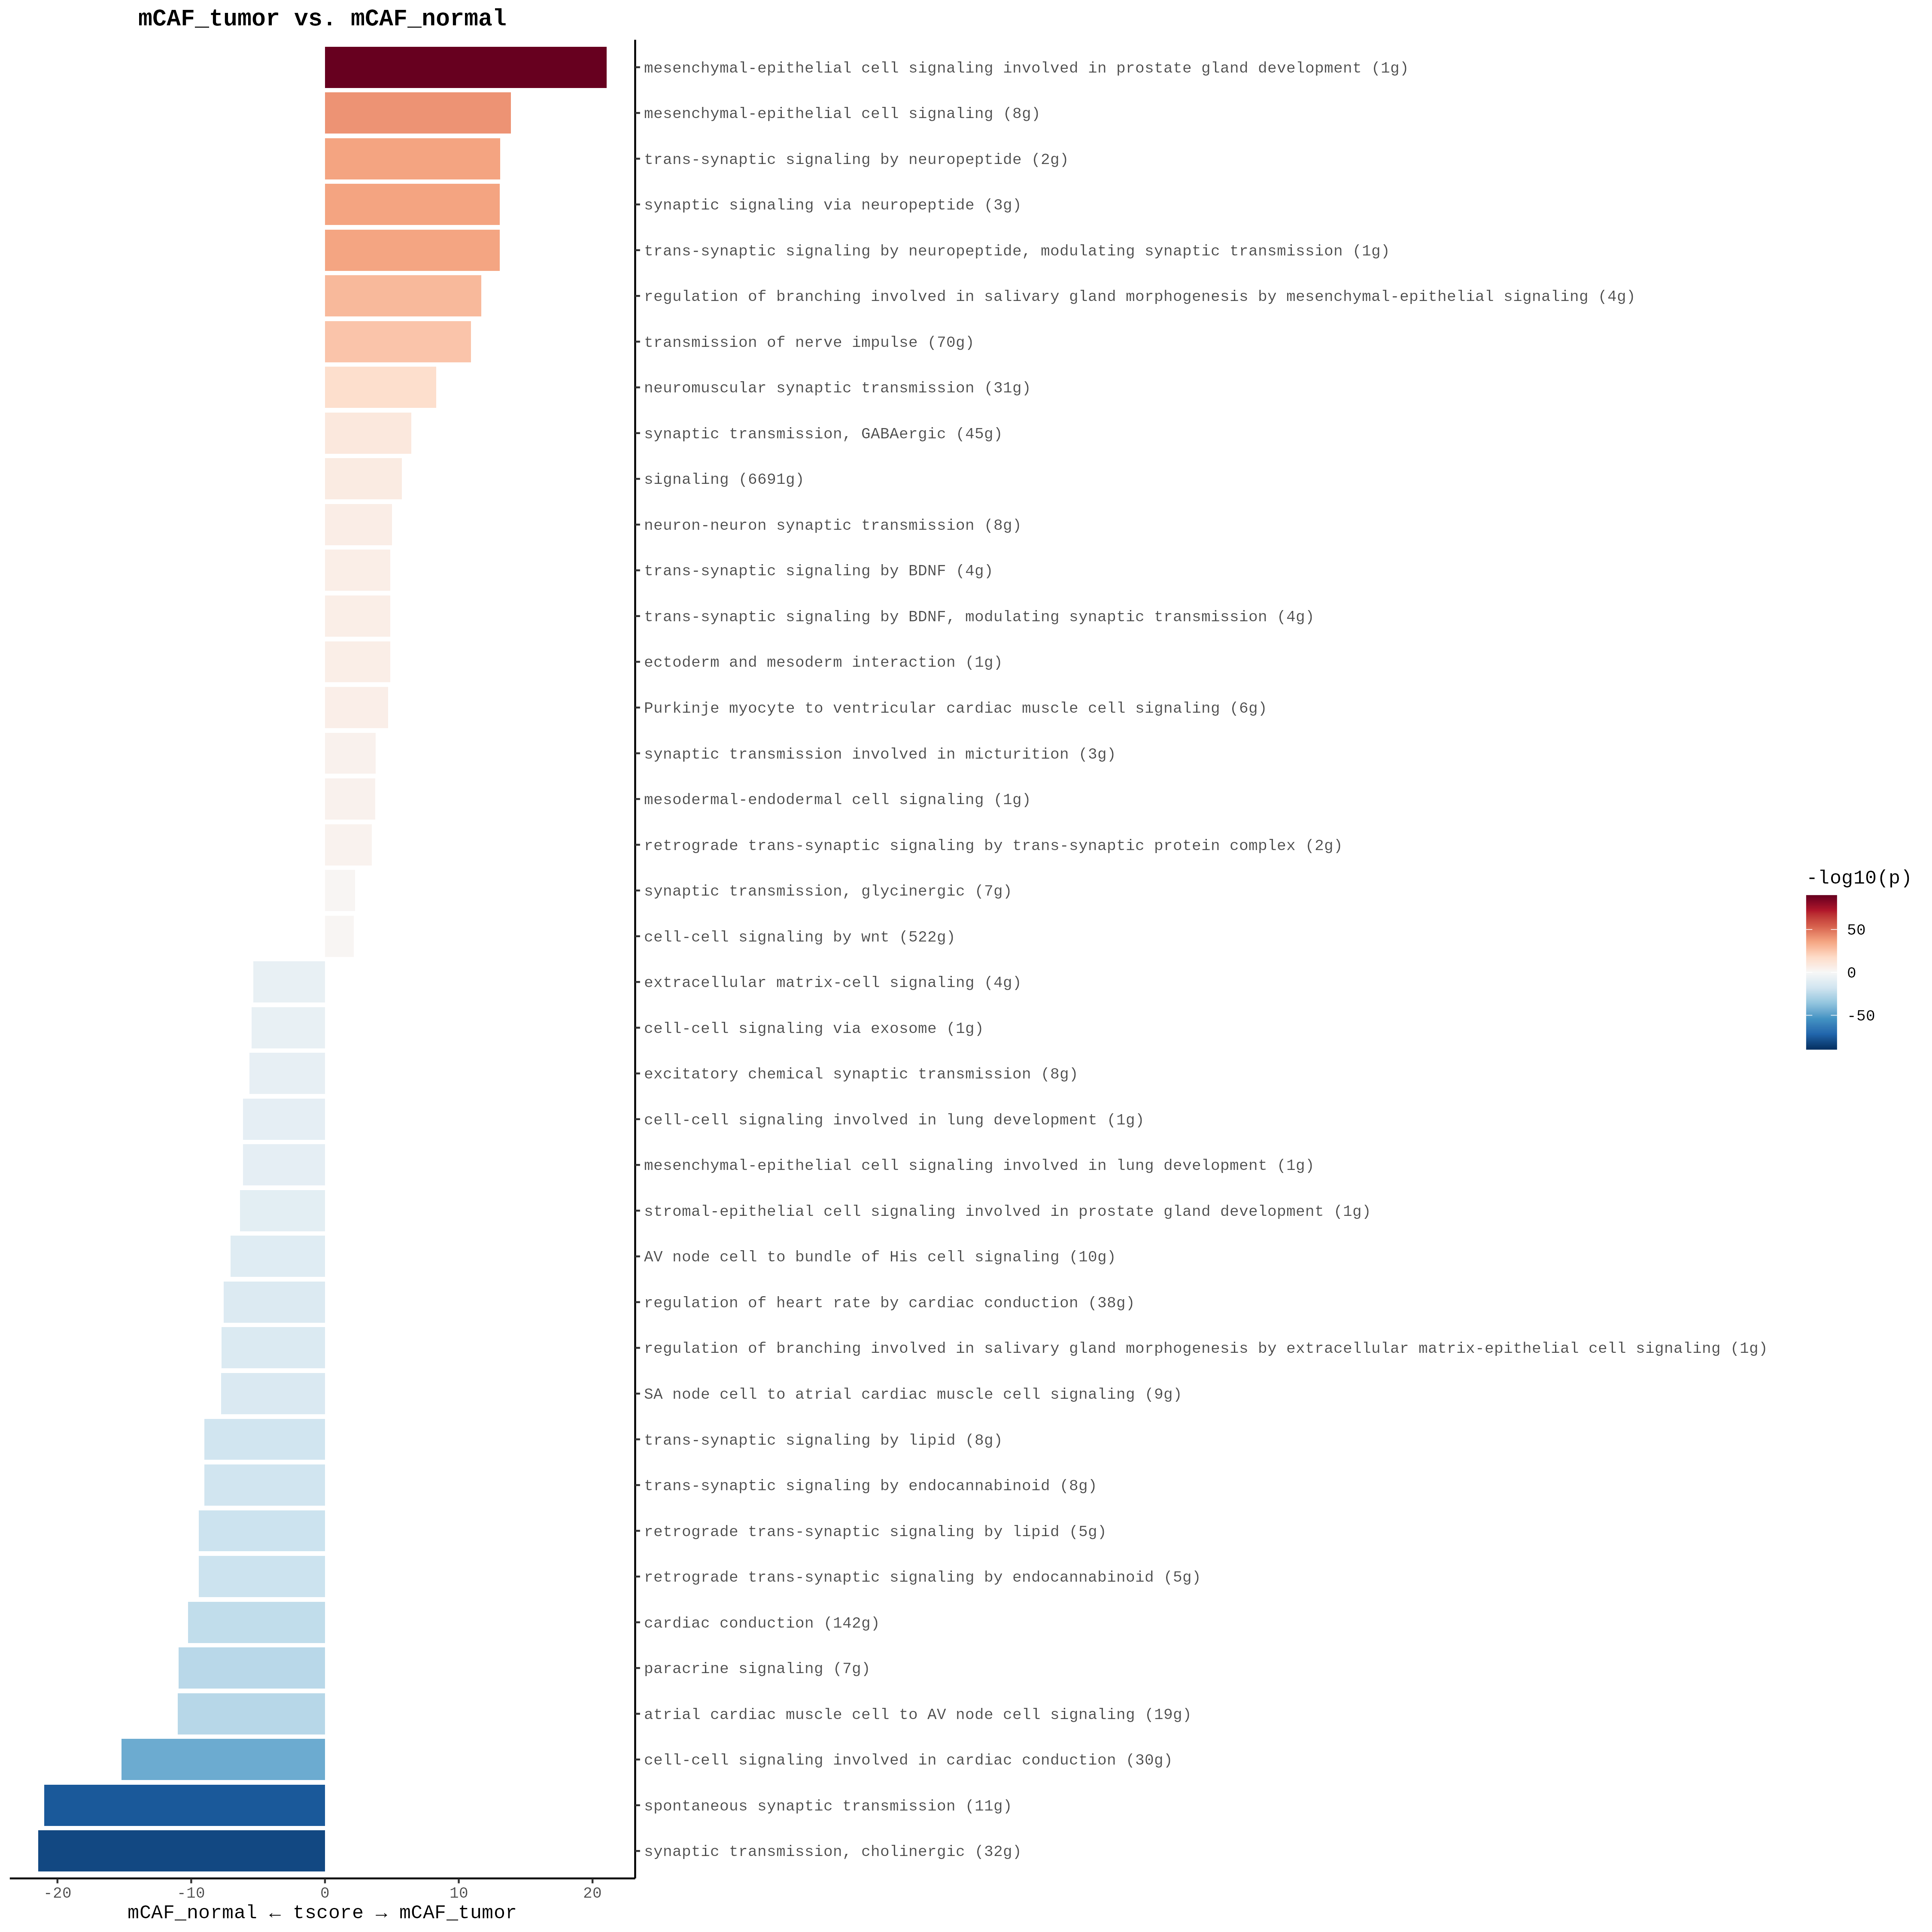 mCAF_tumor vs. mCAF_normal
mesenchymal-epithelial cell signaling involved in prostate gland development (1g)
mesenchymal-epithelial cell signaling (8g)
trans-synaptic signaling by neuropeptide (2g)
synaptic signaling via neuropeptide (3g)
trans-synaptic signaling by neuropeptide, modulating synaptic transmission (1g)
regulation of branching involved in salivary gland morphogenesis by mesenchymal-epithelial signaling (4g)
transmission of nerve impulse (70g)
neuromuscular synaptic transmission (31g)
synaptic transmission, GABAergic (45g)
signaling (6691g)
neuron-neuron synaptic transmission (8g)
trans-synaptic signaling by BDNF (4g)
trans-synaptic signaling by BDNF, modulating synaptic transmission (4g)
ectoderm and mesoderm interaction (1g)
Purkinje myocyte to ventricular cardiac muscle cell signaling (6g)
synaptic transmission involved in micturition (3g)
mesodermal-endodermal cell signaling (1g)
retrograde trans-synaptic signaling by trans-synaptic protein complex (2g)
synaptic transmission, glycinergic (7g)
cell-cell signaling by wnt (522g)
extracellular matrix-cell signaling (4g)
cell-cell signaling via exosome (1g)
excitatory chemical synaptic transmission (8g)
cell-cell signaling involved in lung development (1g)
mesenchymal-epithelial cell signaling involved in lung development (1g)
stromal-epithelial cell signaling involved in prostate gland development (1g)
AV node cell to bundle of His cell signaling (10g)
regulation of heart rate by cardiac conduction (38g)
regulation of branching involved in salivary gland morphogenesis by extracellular matrix-epithelial cell signaling (1g)
SA node cell to atrial cardiac muscle cell signaling (9g)
trans-synaptic signaling by lipid (8g)
trans-synaptic signaling by endocannabinoid (8g)
retrograde trans-synaptic signaling by lipid (5g)
retrograde trans-synaptic signaling by endocannabinoid (5g)
cardiac conduction (142g)
paracrine signaling (7g)
atrial cardiac muscle cell to AV node cell signaling (19g)
cell-cell signaling involved in cardiac conduction (30g)
spontaneous synaptic transmission (11g)
synaptic transmission, cholinergic (32g)
-20 -10 0 10 20
mCAF_normal ← tscore → mCAF_tumor
-log10(p)
50
0
-50